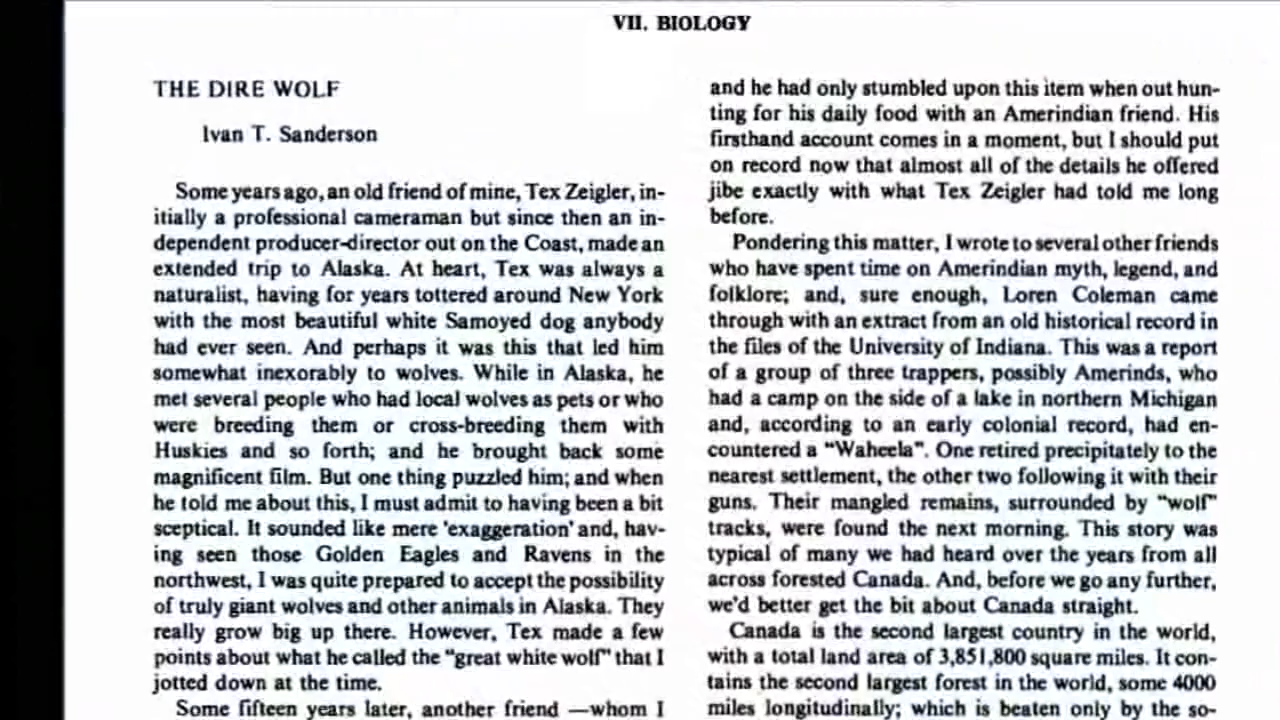 VII. BIOLOGY
THE DIRE WOLF
Ivan T. Sanderson
Some years ago, an old friend of mine, Tex Zeigler, in-
itially a professional cameraman but since then an in-
dependent producer-director out on the Coast, made an
extended trip to Alaska. At heart, Tex was always a
naturalist, having for years tottered around New York
with the most beautiful white Samoyed dog anybody
had ever seen. And perhaps it was this that led him
somewhat inexorably to wolves. While in Alaska, he
met several people who had local wolves as pets or who
were breeding them or cross-breeding them with
Huskies and so forth; and he brought back some
magnificent film. But one thing puzzled him; and when
he told me about this, I must admit to having been a bit
sceptical. It sounded like mere 'exaggeration' and, hav-
ing seen those Golden Eagles and Ravens in the
northwest, I was quite prepared to accept the possibility
of truly giant wolves and other animals in Alaska. They
really grow big up there. However, Tex made a few
points about what he called the "great white wolf" that I
jotted down at the time.
Some fifteen years later, another friend —whom I
and he had only stumbled upon this item when out hun-
ting for his daily food with an Amerindian friend. His
firsthand account comes in a moment, but I should put
on record now that almost all of the details he offered
jibe exactly with what Tex Zeigler had told me long
before.
Pondering this matter, I wrote to several other friends
who have spent time on Amerindian myth, legend, and
folklore; and, sure enough, Loren Coleman came
through with an extract from an old historical record in
the files of the University of Indiana. This was a report
of a group of three trappers, possibly Amerinds, who
had a camp on the side of a lake in northern Michigan
and, according to an early colonial record, had en-
countered a "Waheela". One retired precipitately to the
nearest settlement, the other two following it with their
guns. Their mangled remains, surrounded by "wolf"
tracks, were found the next morning. This story was
typical of many we had heard over the years from all
across forested Canada. And, before we go any further,
we'd better get the bit about Canada straight.
Canada is the second largest country in the world,
with a total land area of 3,851,800 square miles. It con-
tains the second largest forest in the world, some 4000
miles longitudinally; which is beaten only by the so-